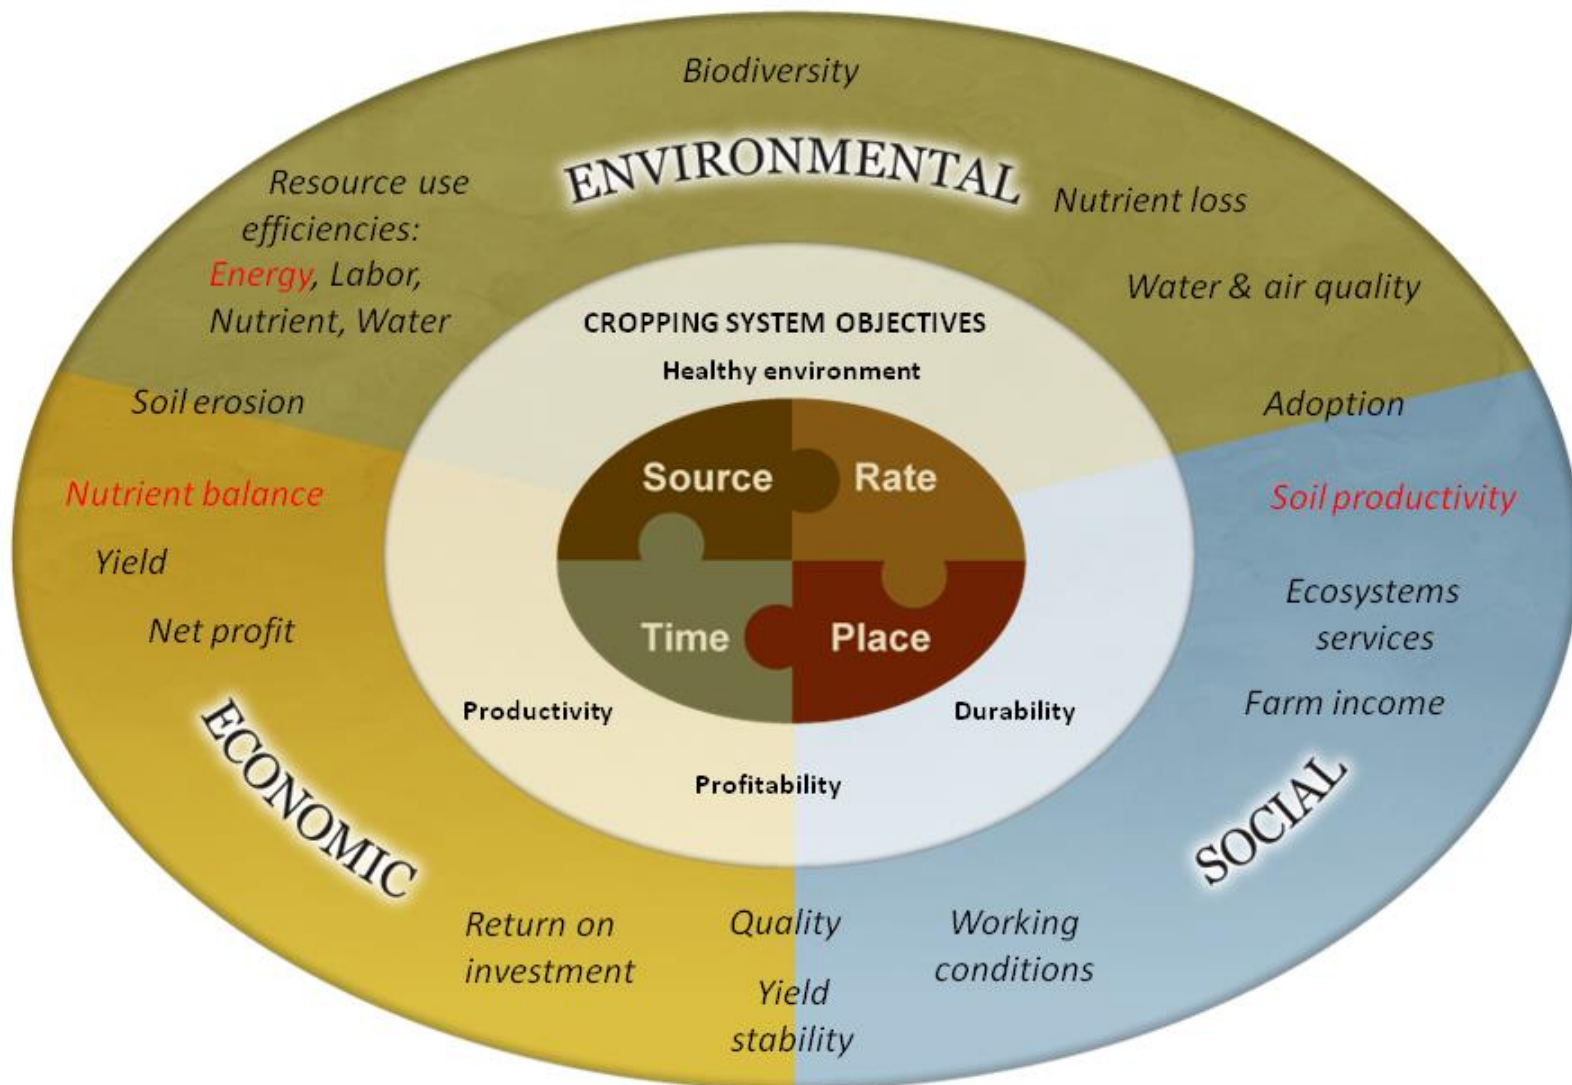 Biodiversity
ENVIRONMENTAL
Resource use
efficiencies:
Energy, Labor,
Nutrient, Water
Nutrient loss
Water & air quality
CROPPING SYSTEM OBJECTIVES
Healthy environment
Soil erosion
Adoption
Nutrient balance
Source
Rate
Soil productivity
Yield
Ecosystems
services
Net profit
Time
Place
Farm income
Productivity
Durability
Profitability
ECONOMIC
SOCIAL
Return on
investment
Quality
Working
conditions
Yield
stability